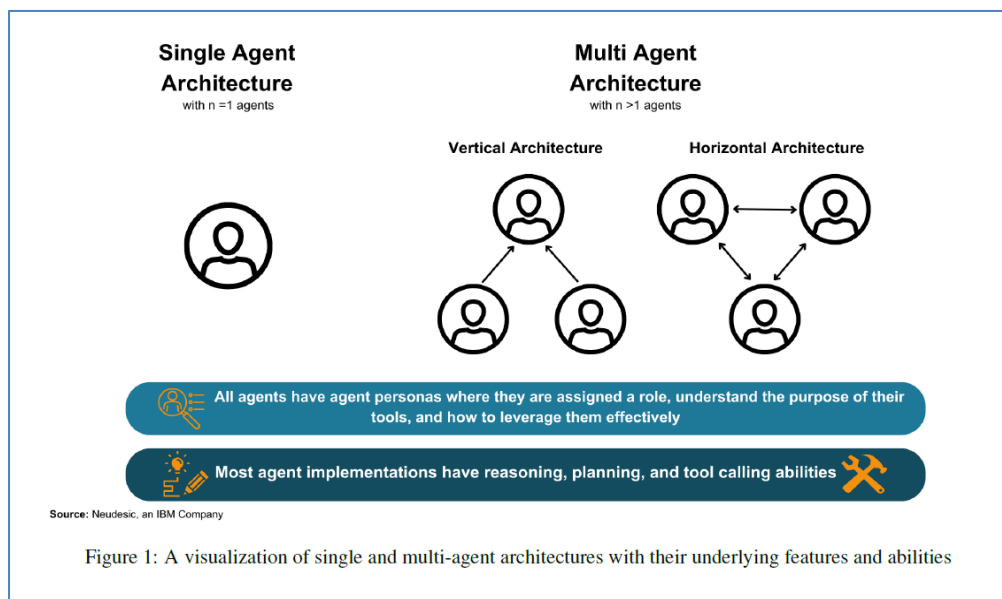 Single Agent
Architecture
with n =1 agents
Multi Agent
Architecture
with n >1 agents
Vertical Architecture
Horizontal Architecture
All agents have agent personas where they are assigned a role, understand the purpose of their
tools, and how to leverage them effectively
Most agent implementations have reasoning, planning, and tool calling abilities
Source: Neudesic, an IBM Company
Figure 1: A visualization of single and multi-agent architectures with their underlying features and abilities